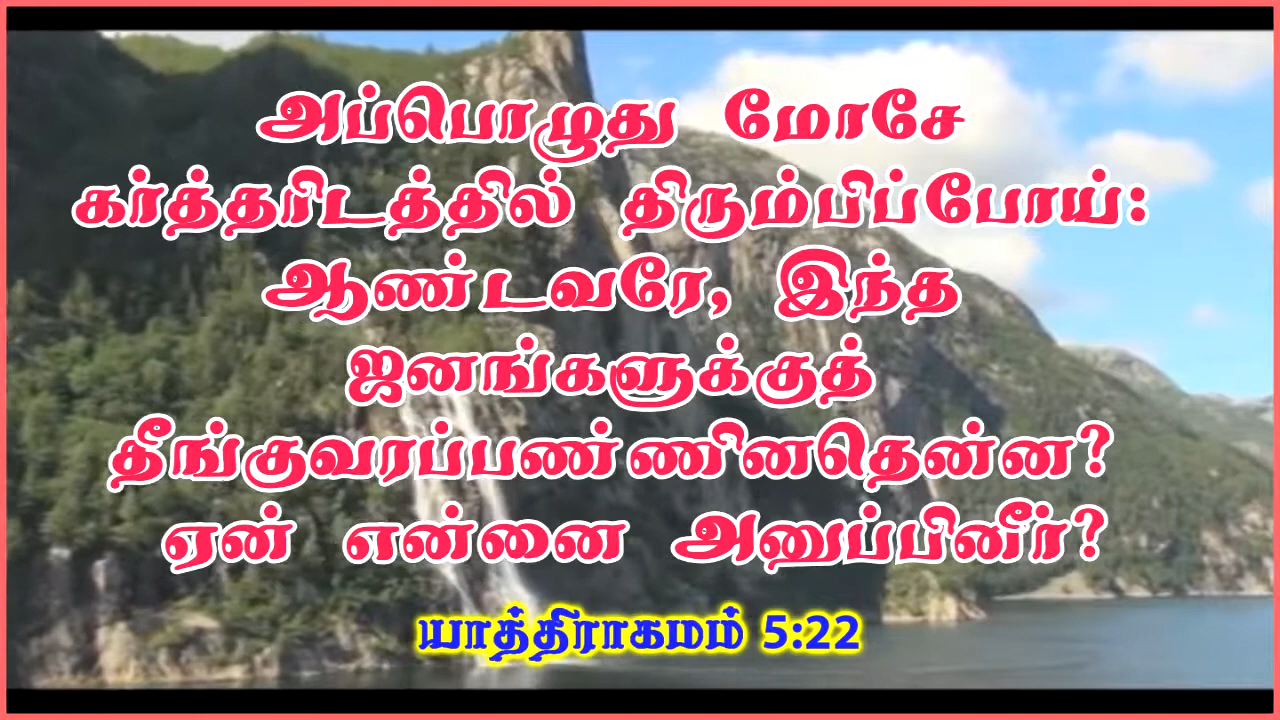 அப்பொழுது மோசே
கர்த்தரிடத்தில் திரும்பிப்போய்:
ஆண்டவரே, இந்த
ஜனங்களுக்குத்
தீங்குவரப்பண்ணினதென்ன?
ஏன் என்னை அனுப்பினீர்?
யாத்திராகமம் 5:22